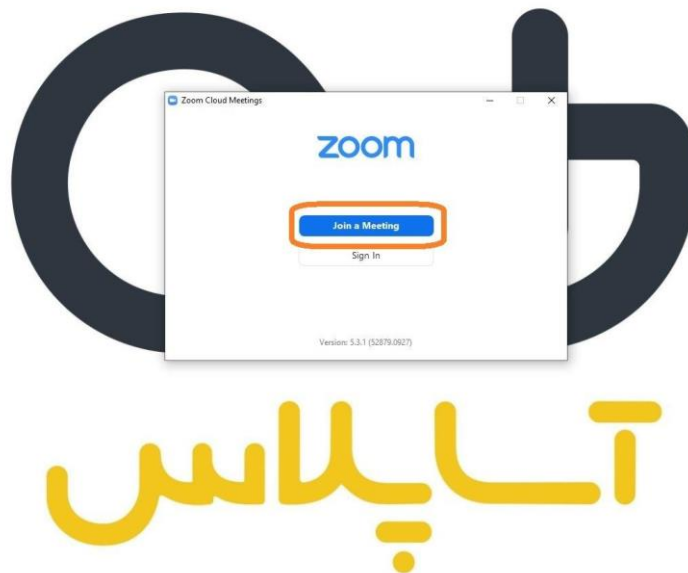 Zoom Cloud Meetings
zoom
Join a Meeting
Sign In
Version: 5.3.1 (52879.0927)
آساپلاس